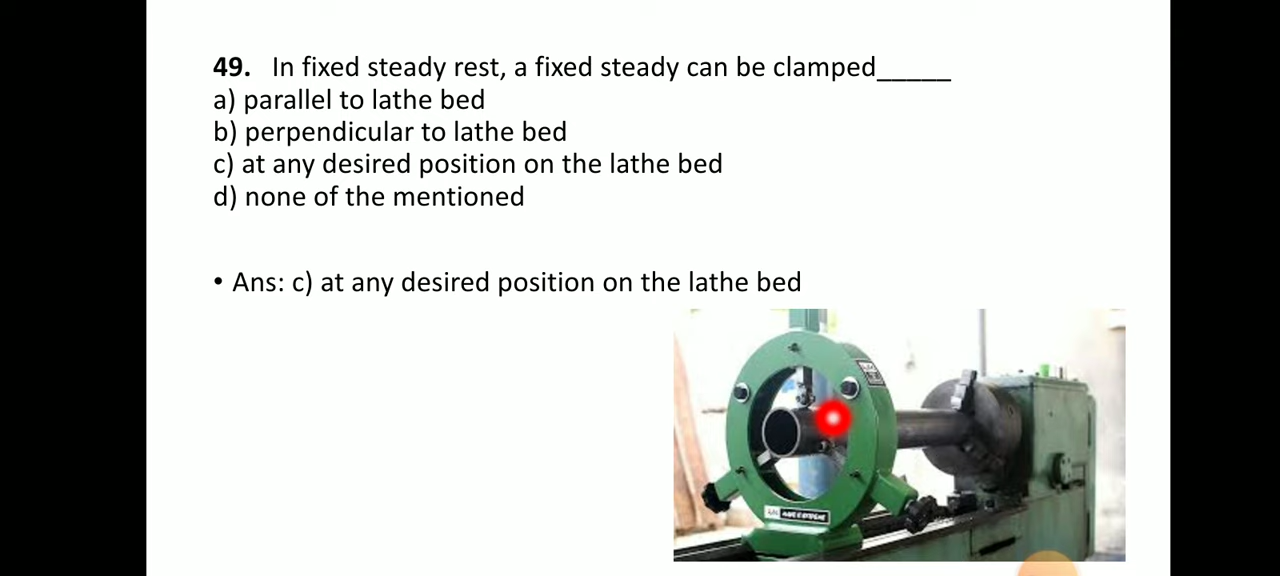 49. In fixed steady rest, a fixed steady can be clamped_____
a) parallel to lathe bed
b) perpendicular to lathe bed
c) at any desired position on the lathe bed
d) none of the mentioned
• Ans: c) at any desired position on the lathe bed